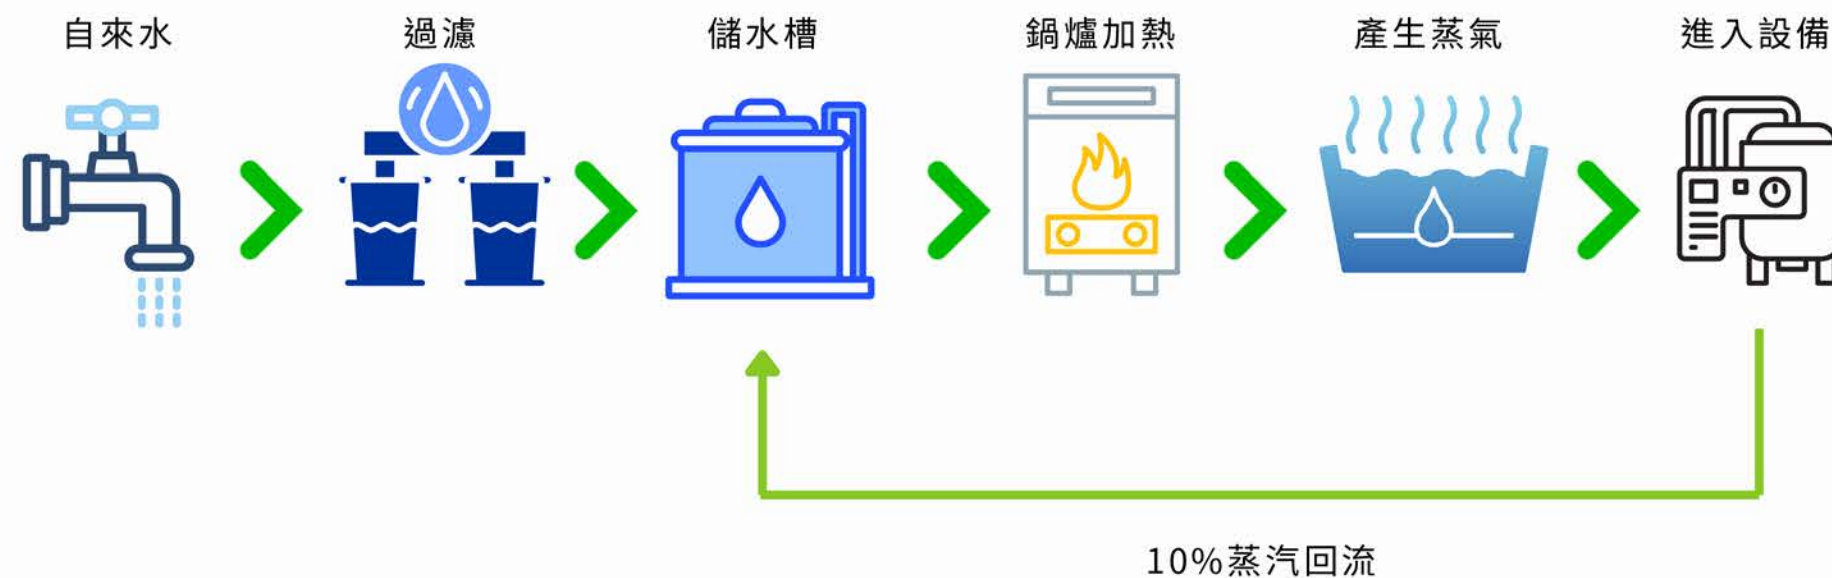 自來水
過濾
儲水槽
鍋爐加熱
產生蒸氣
進入設備
10%蒸汽回流